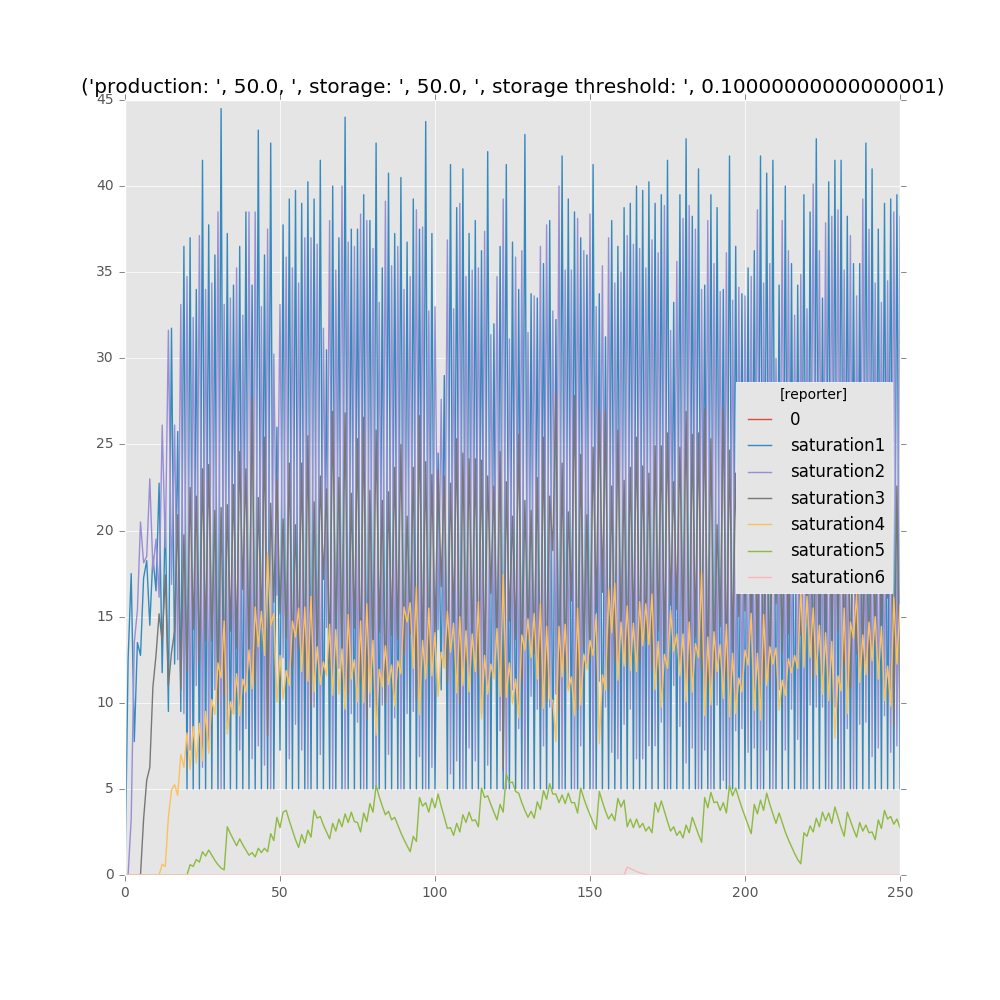 ('production: ', 50.0, ', storage: ', 50.0, ', storage threshold: ', 0.10000000000000001)
45
40
35
30
25
20
15
10
5
0
[reporter]
0
saturation1
saturation2
saturation3
saturation4
saturation5
saturation6
0 50 100 150 200 250